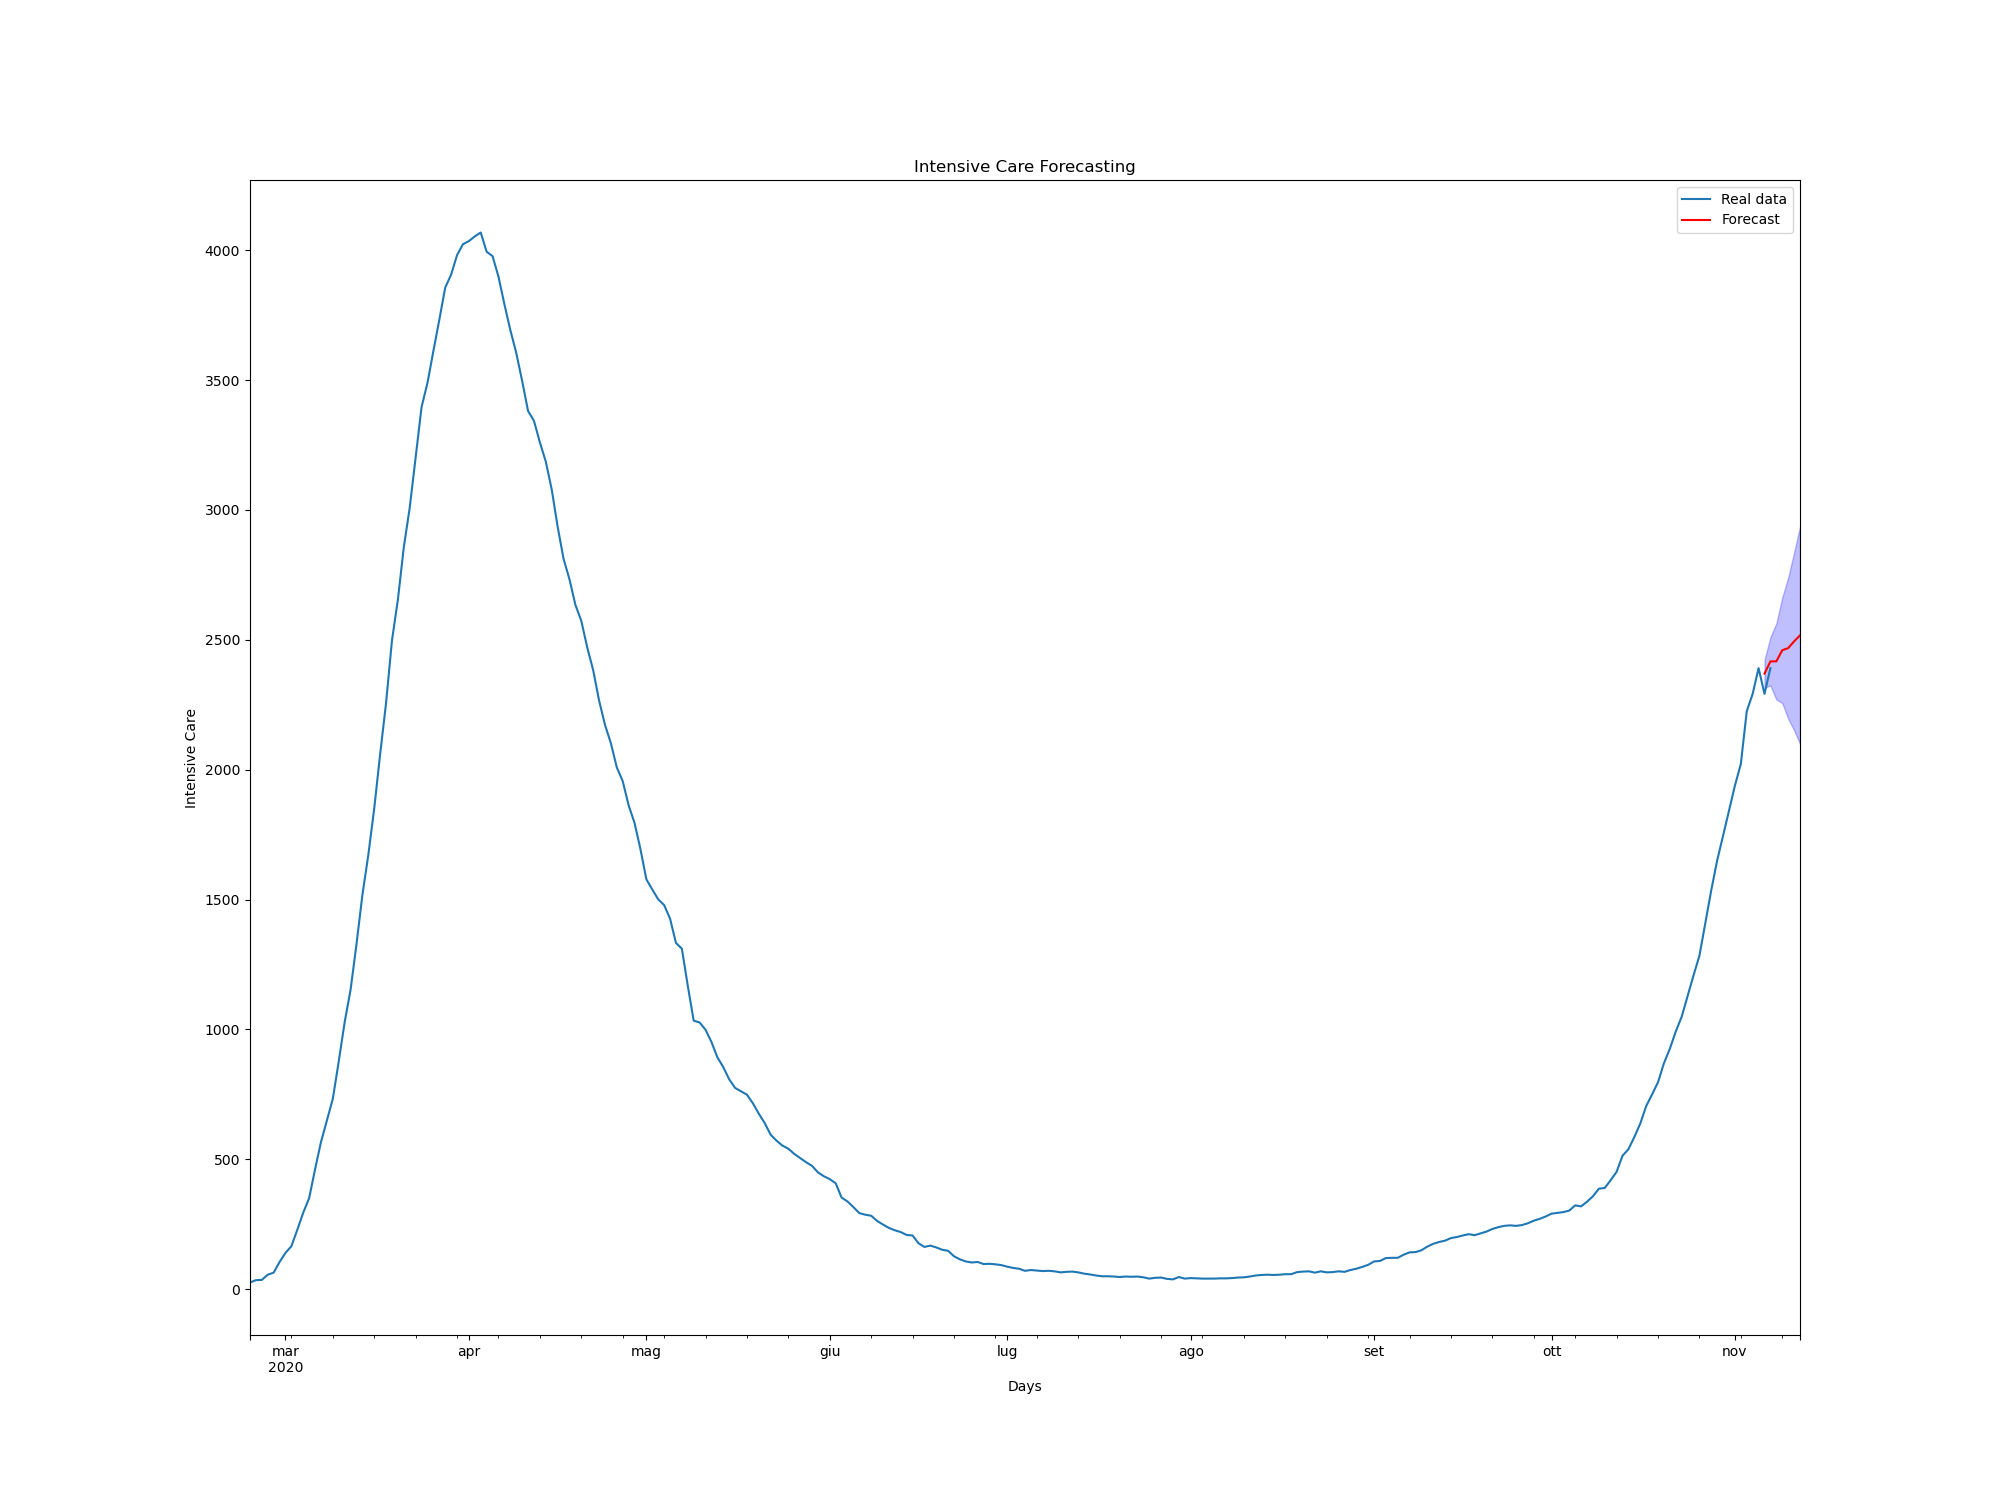 Intensive Care Forecasting
Real data
Forecast
4000
3500
3000
2500
2000
1500
1000
500
0
Intensive Care
mar apr mag giu lug ago set ott nov
2020
Days